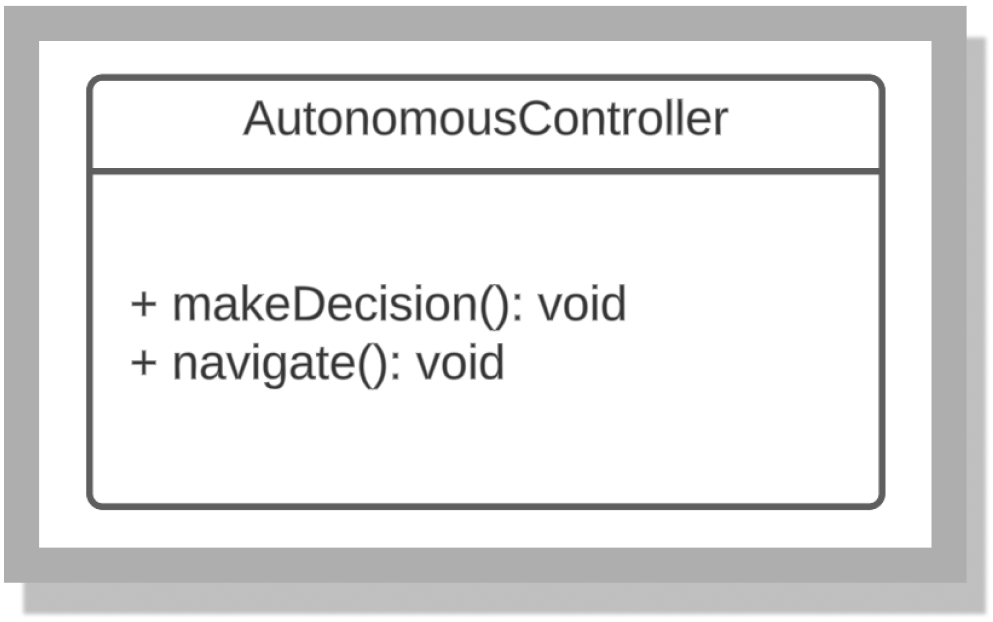 AutonomousController
+ makeDecision(): void
+ navigate(): void